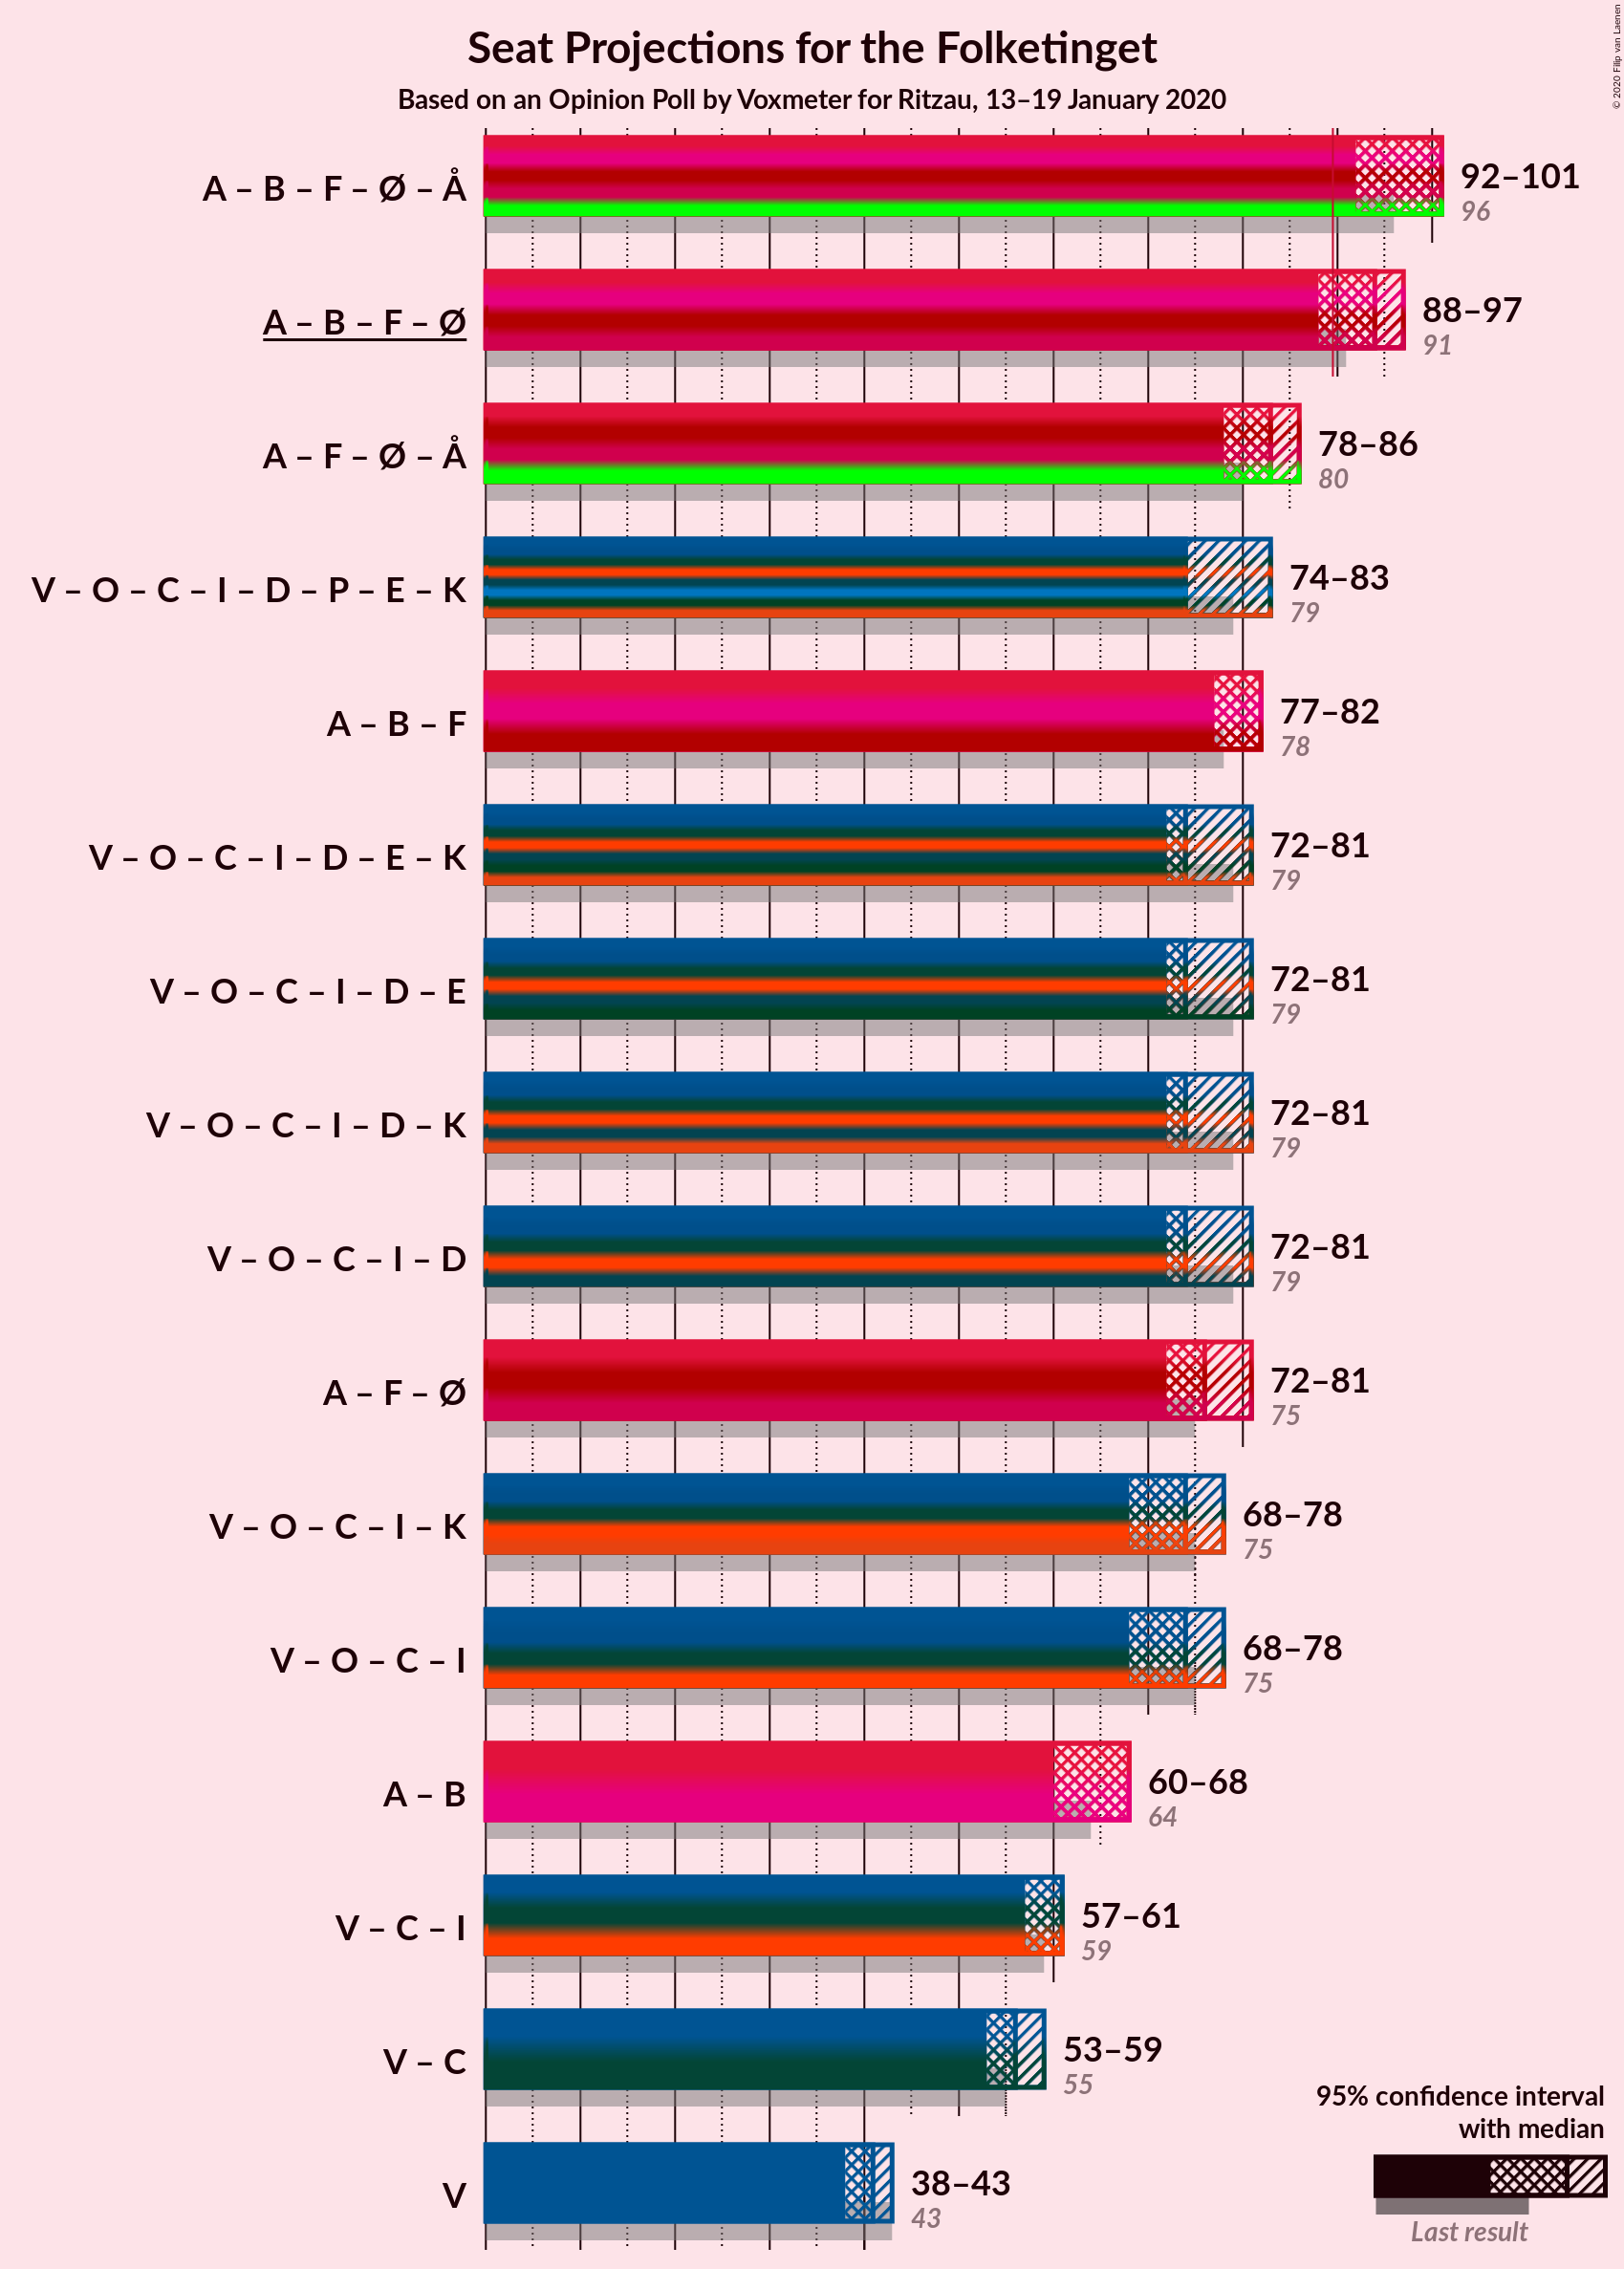 Seat Projections for the Folketinget
Based on an Opinion Poll by Voxmeter for Ritzau, 13–19 January 2020
© 2020 Filip van Laenen
A – B – F – Ø – Å
92–101
96
A – B – F – Ø
88–97
91
A – F – Ø – Å
78–86
80
V – O – C – I – D – P – E – K
74–83
79
A – B – F
77–82
78
V – O – C – I – D – E – K
72–81
79
V – O – C – I – D – E
72–81
79
V – O – C – I – D – K
72–81
79
V – O – C – I – D
72–81
79
A – F – Ø
72–81
75
V – O – C – I – K
68–78
75
V – O – C – I
68–78
75
A – B
60–68
64
V – C – I
57–61
59
V – C
53–59
55
V
38–43
43
95% confidence interval
with median
Last result